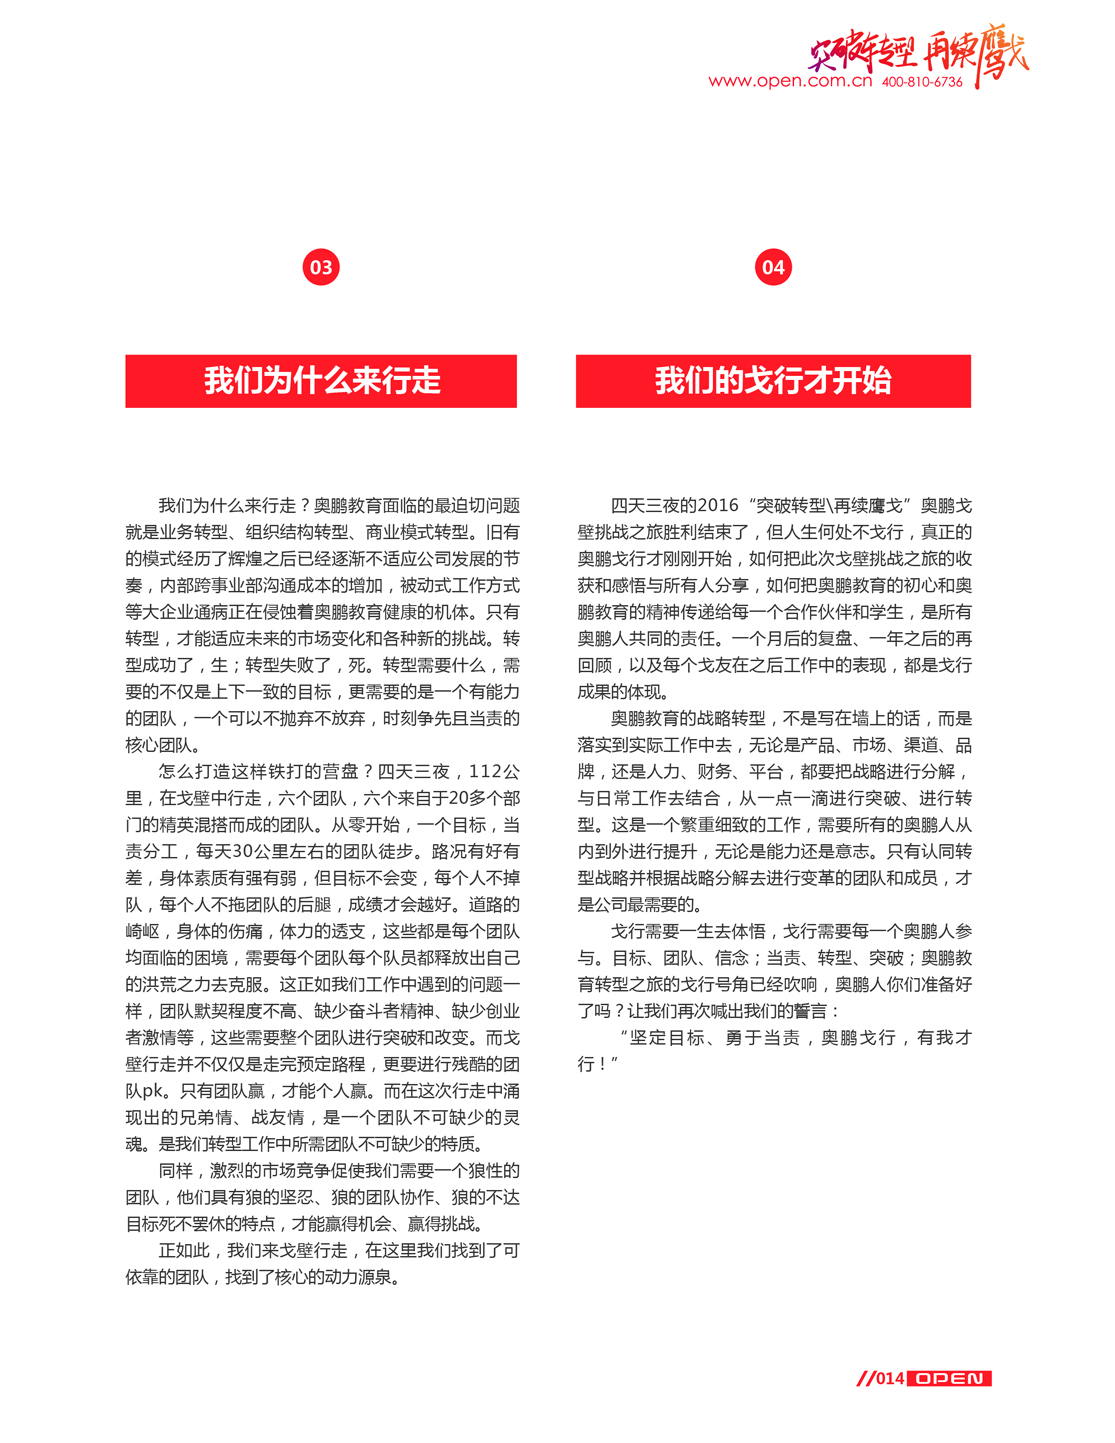 突破转型 再续鹰戈
www.open.com.cn 400-810-6736
03
我们为什么来行走
我们为什么来行走？奥鹏教育面临的最迫切问题
就是业务转型、组织结构转型、商业模式转型。旧有
的模式经历了辉煌之后已经逐渐不适应公司发展的节
奏，内部跨事业部沟通成本的增加，被动式工作方式
等大企业通病正在侵蚀着奥鹏教育健康的机体。只有
转型，才能适应未来的市场变化和各种新的挑战。转
型成功了，生；转型失败了，死。转型需要什么，需
要的不仅是上下一致的目标，更需要的是一个有能力
的团队，一个可以不抛弃不放弃，时刻争先且当责的
核心团队。
怎么打造这样铁打的营盘？四天三夜，112公
里，在戈壁中行走，六个团队，六个来自于20多个部
门的精英混搭而成的团队。从零开始，一个目标，当
责分工，每天30公里左右的团队徒步。路况有好有
差，身体素质有强有弱，但目标不会变，每个人不掉
队，每个人不拖团队的后腿，成绩才会越好。道路的
崎岖，身体的伤痛，体力的透支，这些都是每个团队
均面临的困境，需要每个团队每个队员都释放出自己
的洪荒之力去克服。这正如我们工作中遇到的问题一
样，团队默契程度不高、缺少奋斗者精神、缺少创业
者激情等，这些需要整个团队进行突破和改变。而戈
壁行走并不仅仅是走完预定路程，更要进行残酷的团
队pk。只有团队赢，才能个人赢。而在这次行走中涌
现出的兄弟情、战友情，是一个团队不可缺少的灵
魂。是我们转型工作中所需团队不可缺少的特质。
同样，激烈的市场竞争促使我们需要一个狼性的
团队，他们具有狼的坚忍、狼的团队协作、狼的不达
目标死不罢休的特点，才能赢得机会、赢得挑战。
正如此，我们来戈壁行走，在这里我们找到了可
依靠的团队，找到了核心的动力源泉。
04
我们的戈行才开始
四天三夜的2016“突破转型\再续鹰戈”奥鹏戈
壁挑战之旅胜利结束了，但人生何处不戈行，真正的
奥鹏戈行才刚刚开始，如何把此次戈壁挑战之旅的收
获和感悟与所有人分享，如何把奥鹏教育的初心和奥
鹏教育的精神传递给每一个合作伙伴和学生，是所有
奥鹏人共同的责任。一个月后的复盘、一年之后的再
回顾，以及每个戈友在之后工作中的表现，都是戈行
成果的体现。
奥鹏教育的战略转型，不是写在墙上的话，而是
落实到实际工作中去，无论是产品、市场、渠道、品
牌，还是人力、财务、平台，都要把战略进行分解，
与日常工作去结合，从一点一滴进行突破、进行转
型。这是一个繁重细致的工作，需要所有的奥鹏人从
内到外进行提升，无论是能力还是意志。只有认同转
型战略并根据战略分解去进行变革的团队和成员，才
是公司最需要的。
戈行需要一生去体悟，戈行需要每一个奥鹏人参
与。目标、团队、信念；当责、转型、突破；奥鹏教
育转型之旅的戈行号角已经吹响，奥鹏人你们准备好
了吗？让我们再次喊出我们的誓言：
“坚定目标、勇于当责，奥鹏戈行，有我才
行！”
//014 OPEN